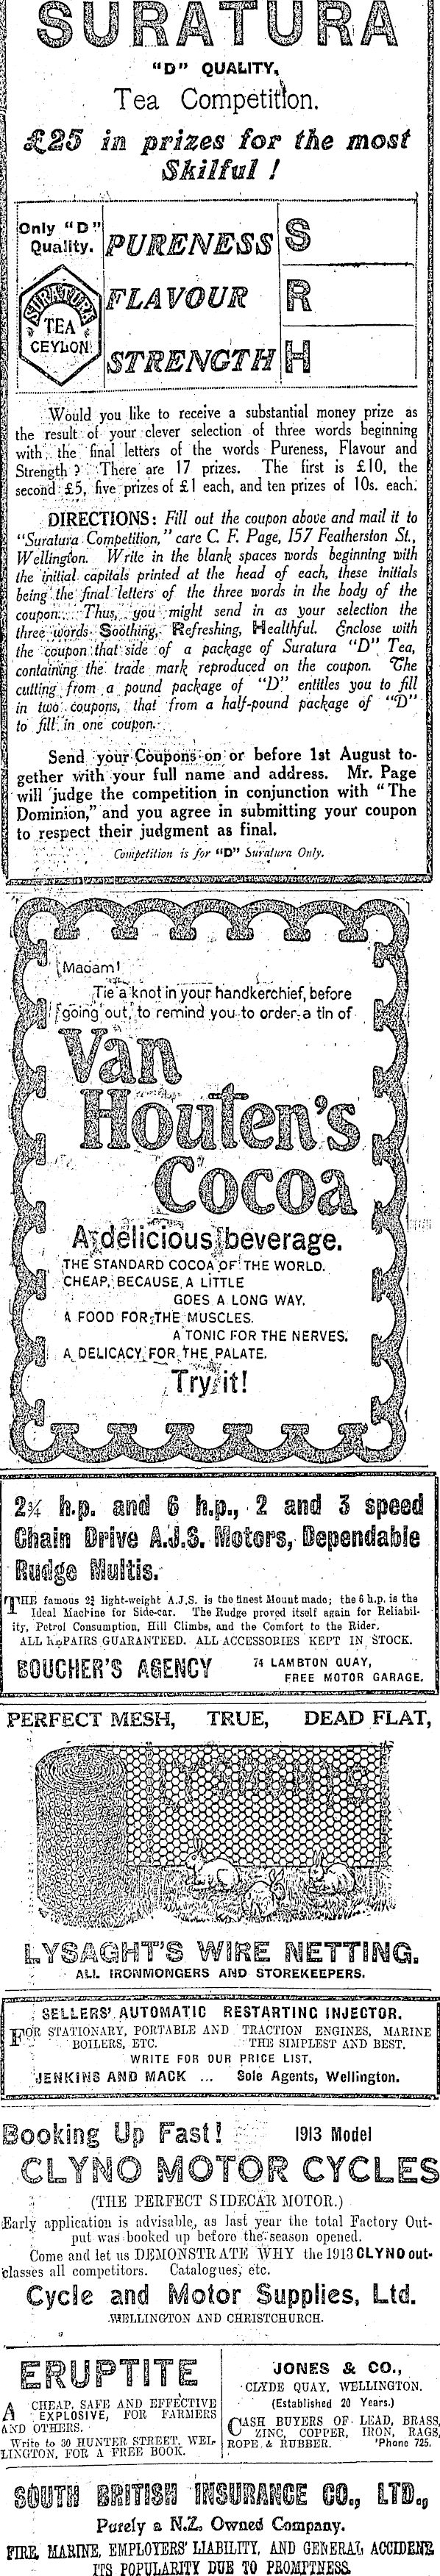 SURATURA
"D" QUALITY,
Tea Competition.
£25 in prizes for the most
Skilful !
Only "D"
Quality.
SURATURA
TEA
CEYLON
PURENESS S
FLAVOUR R
STRENGTH H
Would you like to receive a substantial money prize as
the result of your clever selection of three words beginning
with the final letters of the words Pureness, Flavour and
Strength ? There are 17 prizes. The first is £10, the
second £5, five prizes of £1 each, and ten prizes of 10s. each.
DIRECTIONS: Fill out the coupon above and mail it to
"Suratura Competition," care C. F. Page, 157 Featherston St.,
Wellington. Write in the blank spaces words beginning with
the initial capitals printed at the head of each, these initials
being the final letters of the three words in the body of the
coupon. Thus, you might send in as your selection the
three words Soothing, Refreshing, Healthful. Enclose with
the coupon that side of a package of Suratura "D" Tea,
containing the trade mark reproduced on the coupon. The
cutting from a pound package of "D" entitles you to fill
in two coupons, that from a half-pound package of "D"
to fill in one coupon.
Send your Coupons on or before 1st August to-
gether with your full name and address. Mr. Page
will judge the competition in conjunction with "The
Dominion," and you agree in submitting your coupon
to respect their judgment as final.
Competition is for "D" Suratura Only.
Madam!
Tie a knot in your handkerchief, before
going out, to remind you to order a tin of
Van
Houten's
Cocoa
A delicious beverage.
THE STANDARD COCOA OF THE WORLD.
CHEAP, BECAUSE A LITTLE
GOES A LONG WAY.
A FOOD FOR THE MUSCLES.
A TONIC FOR THE NERVES.
A DELICACY FOR THE PALATE.
Try it!
2¾ h.p. and 6 h.p., 2 and 3 speed
Chain Drive A.J.S. Motors, Dependable
Rudge Multis.
THE famous 2¾ light-weight A.J.S. is the finest Mount made; the 6 h.p. is the
Ideal Machine for Side-car. The Rudge proved itself again for Reliabil-
ity, Petrol Consumption, Hill Climbs, and the Comfort to the Rider.
ALL REPAIRS GUARANTEED. ALL ACCESSORIES KEPT IN STOCK.
BOUCHER'S AGENCY 74 LAMBTON QUAY,
FREE MOTOR GARAGE.
PERFECT MESH, TRUE, DEAD FLAT,
LYSAGHT'S
LYSAGHT'S WIRE NETTING.
ALL IRONMONGERS AND STOREKEEPERS.
SELLERS' AUTOMATIC RESTARTING INJECTOR.
FOR STATIONARY, PORTABLE AND TRACTION ENGINES, MARINE
BOILERS, ETC. THE SIMPLEST AND BEST.
WRITE FOR OUR PRICE LIST.
JENKINS AND MACK ... Sole Agents, Wellington.
Booking Up Fast! 1913 Model
CLYNO MOTOR CYCLES
(THE PERFECT SIDECAR MOTOR.)
Early application is advisable, as last year the total Factory Out-
put was booked up before the season opened.
Come and let us DEMONSTRATE WHY the 1913 CLYNO out-
classes all competitors. Catalogues, etc.
Cycle and Motor Supplies, Ltd.
WELLINGTON AND CHRISTCHURCH.
ERUPTITE
A CHEAP, SAFE AND EFFECTIVE
EXPLOSIVE, FOR FARMERS
AND OTHERS.
Write to 30 HUNTER STREET, WEL-
LINGTON, FOR A FREE BOOK.
JONES & CO.,
CLYDE QUAY, WELLINGTON.
(Established 20 Years.)
CASH BUYERS OF LEAD, BRASS,
ZINC, COPPER, IRON, RAGS,
ROPE & RUBBER. 'Phone 725.
SOUTH BRITISH INSURANCE CO., LTD.,
Purely a N.Z. Owned Company.
FIRE, MARINE, EMPLOYERS' LIABILITY, AND GENERAL ACCIDENT
ITS POPULARITY DUE TO PROMPTNESS.